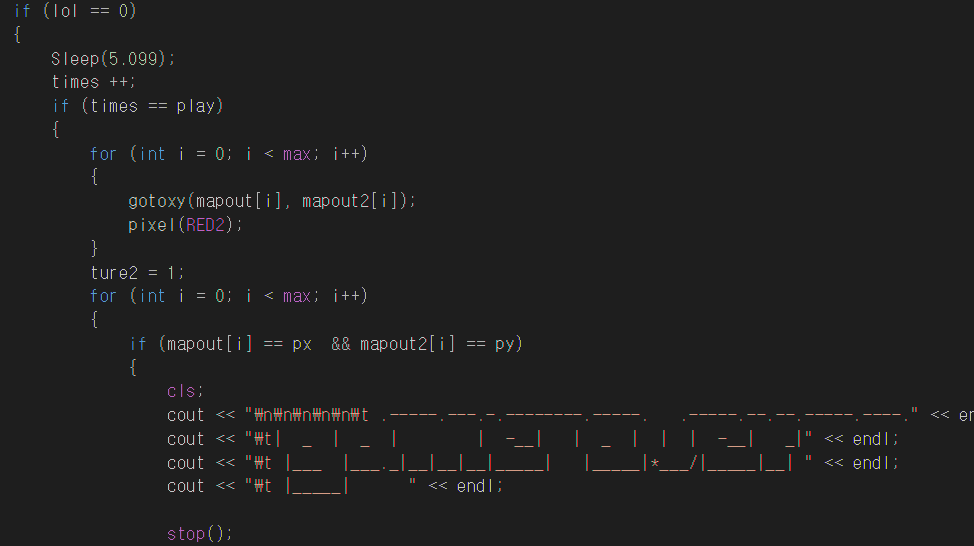 if (lol == 0)
{
Sleep(5.099);
times ++;
if (times == play)
{
for (int i = 0; i < max; i++)
{
gotoxy(mapout[i], mapout2[i]);
pixel(RED2);
}
ture2 = 1;
for (int i = 0; i < max; i++)
{
if (mapout[i] == px  && mapout2[i] == py)
{
cls;
cout << "₩n₩n₩n₩n₩n₩t .-----.---.-.--------.-----.   .-----.--.--.-----.----." << en
cout << "₩t|  _  |  _  |        |  -__|   |  _  |  |  |  -__|   _|" << endl;
cout << "₩t |___  |___._|__|__|__|_____|   |_____|*___/|_____|__| " << endl;
cout << "₩t |_____|      " << endl;
stop();